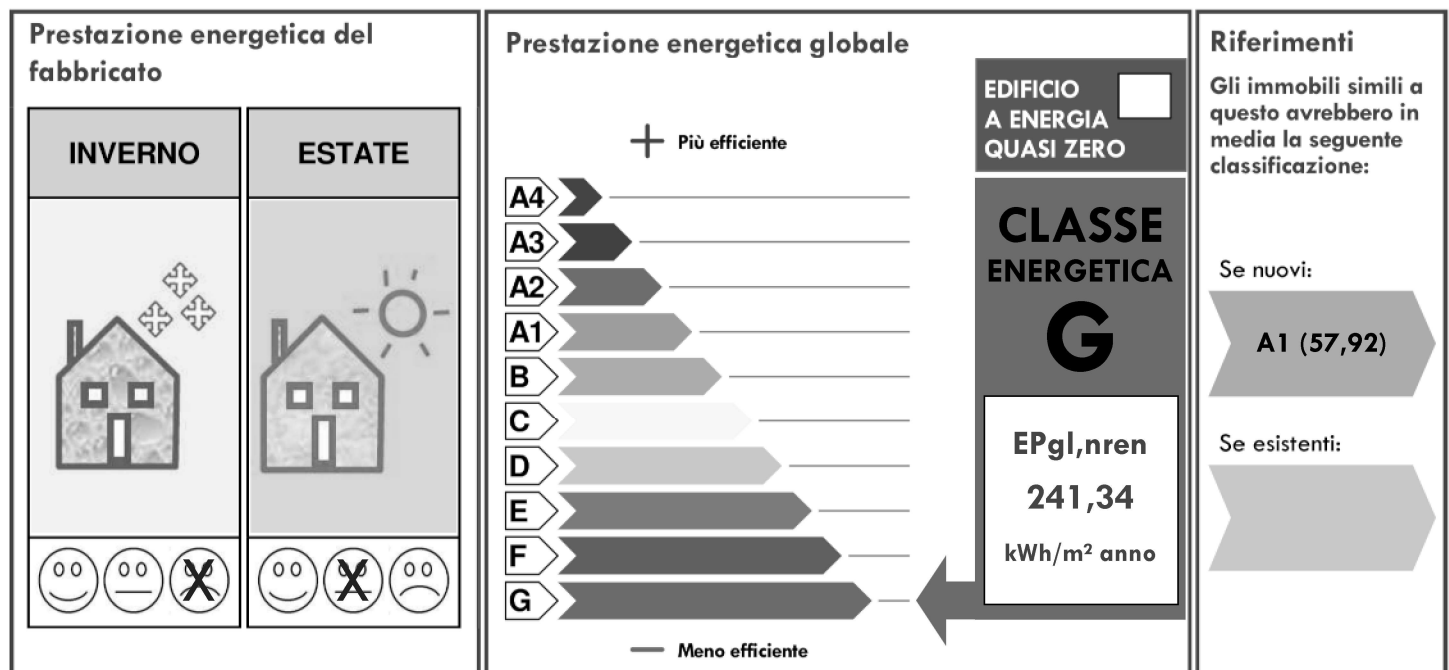 Prestazione energetica del
fabbricato
INVERNO
ESTATE
X
X
Prestazione energetica globale
+ Più efficiente
A4
A3
A2
A1
B
C
D
E
F
G
— Meno efficiente
EDIFICIO
A ENERGIA
QUASI ZERO
CLASSE
ENERGETICA
G
EPgl,nren
241,34
kWh/m² anno
Riferimenti
Gli immobili simili a
questo avrebbero in
media la seguente
classificazione:
Se nuovi:
A1 (57,92)
Se esistenti: